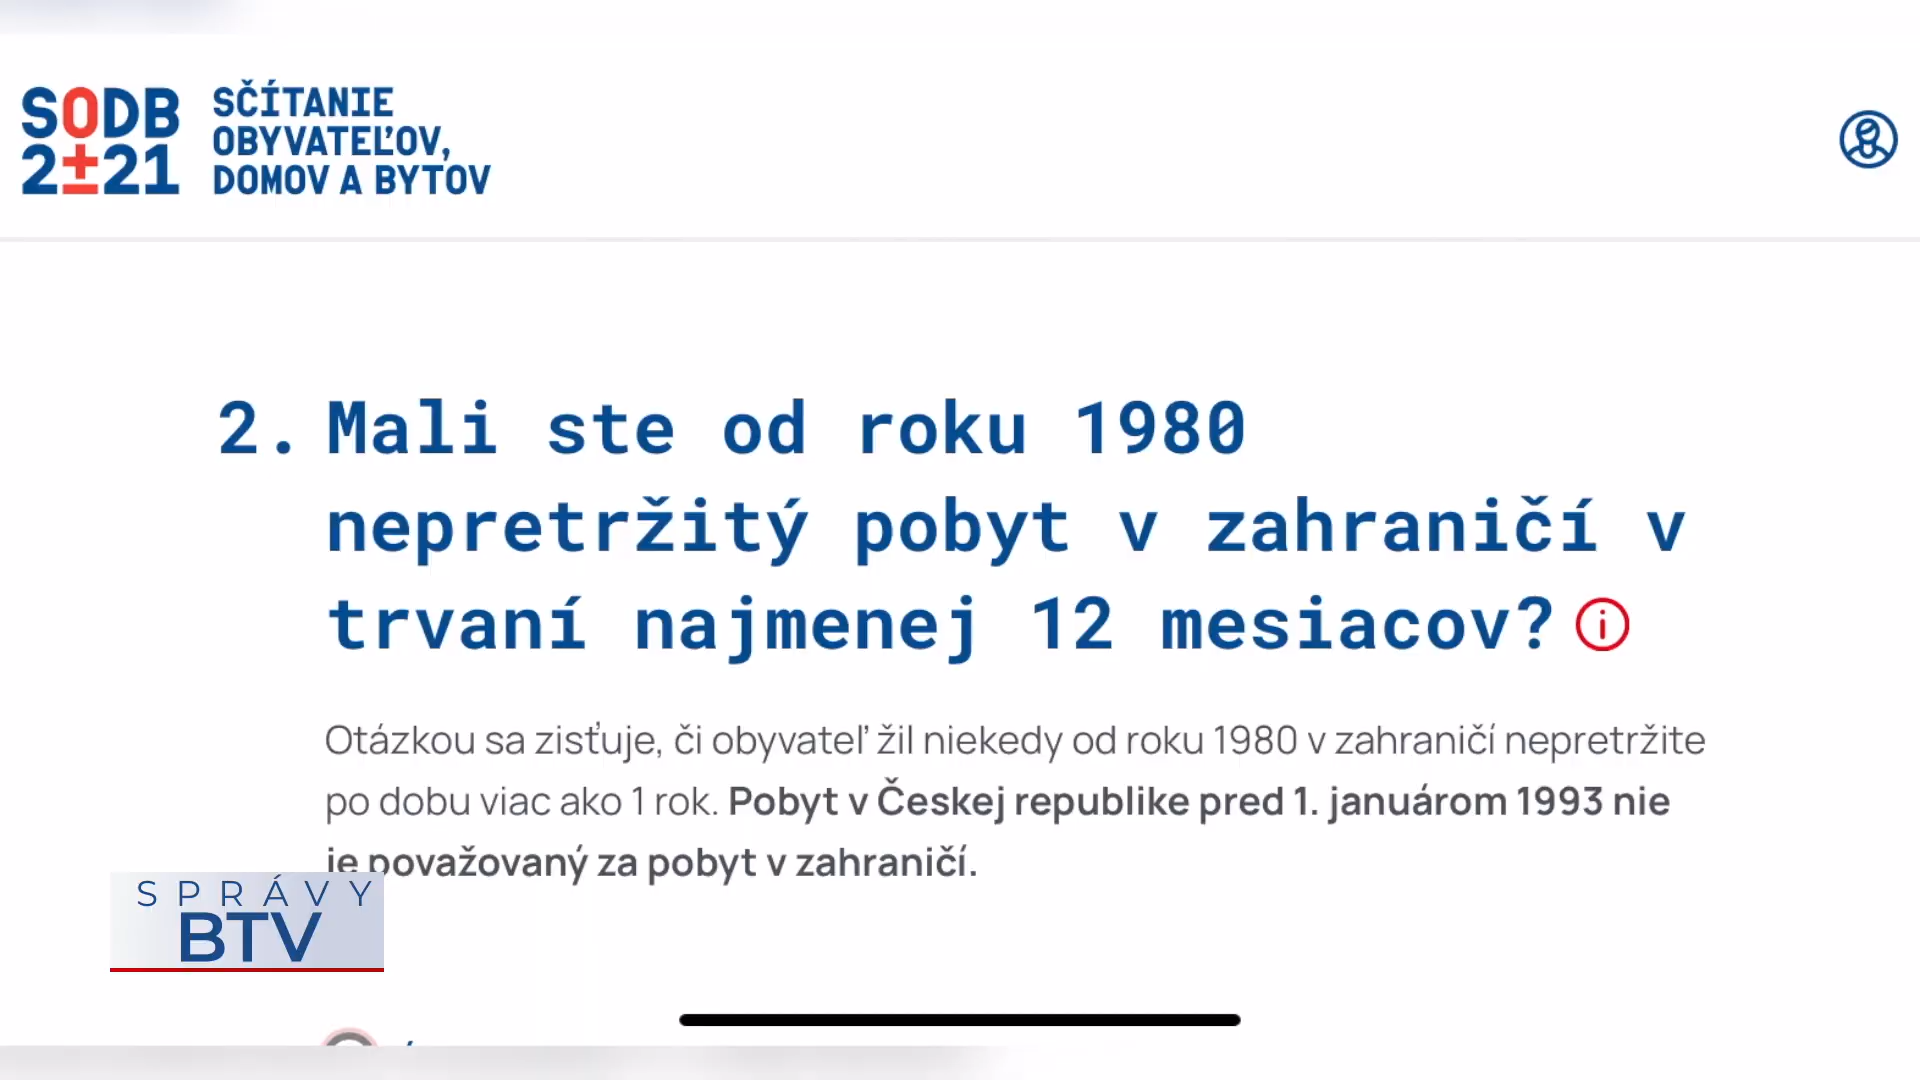 SODB
2±21
SČÍTANIE
OBYVATEĽOV,
DOMOV A BYTOV
2. Mali ste od roku 1980
nepretržitý pobyt v zahraničí v
trvaní najmenej 12 mesiacov?
Otázkou sa zisťuje, či obyvateľ žil niekedy od roku 1980 v zahraničí nepretržite
po dobu viac ako 1 rok. Pobyt v Českej republike pred 1. januárom 1993 nie
je považovaný za pobyt v zahraničí.
SPRÁVY
BTV